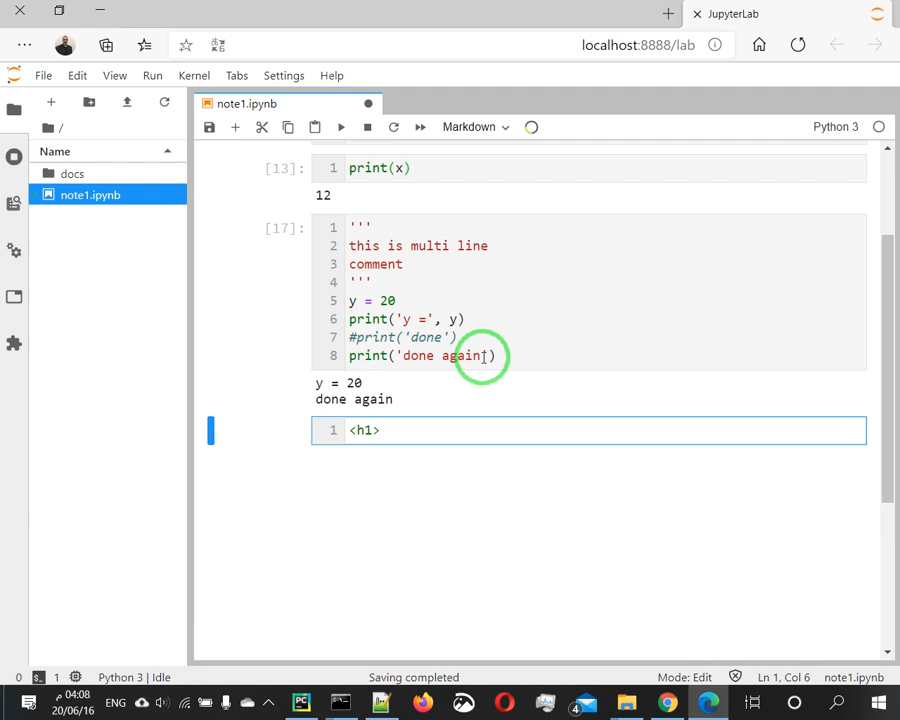 JupyterLab
localhost:8888/lab
File Edit View Run Kernel Tabs Settings Help
note1.ipynb
Markdown
Python 3
/
Name
docs
note1.ipynb
[13]:
1 print(x)
12
[17]:
1 '''
2 this is multi line
3 comment
4 '''
5 y = 20
6 print('y =', y)
7 #print('done')
8 print('done again')
y = 20
done again
1 <h1>
0 1 Python 3 | Idle Saving completed Mode: Edit Ln 1, Col 6 note1.ipynb
04:08 م
20/06/16
ENG
4